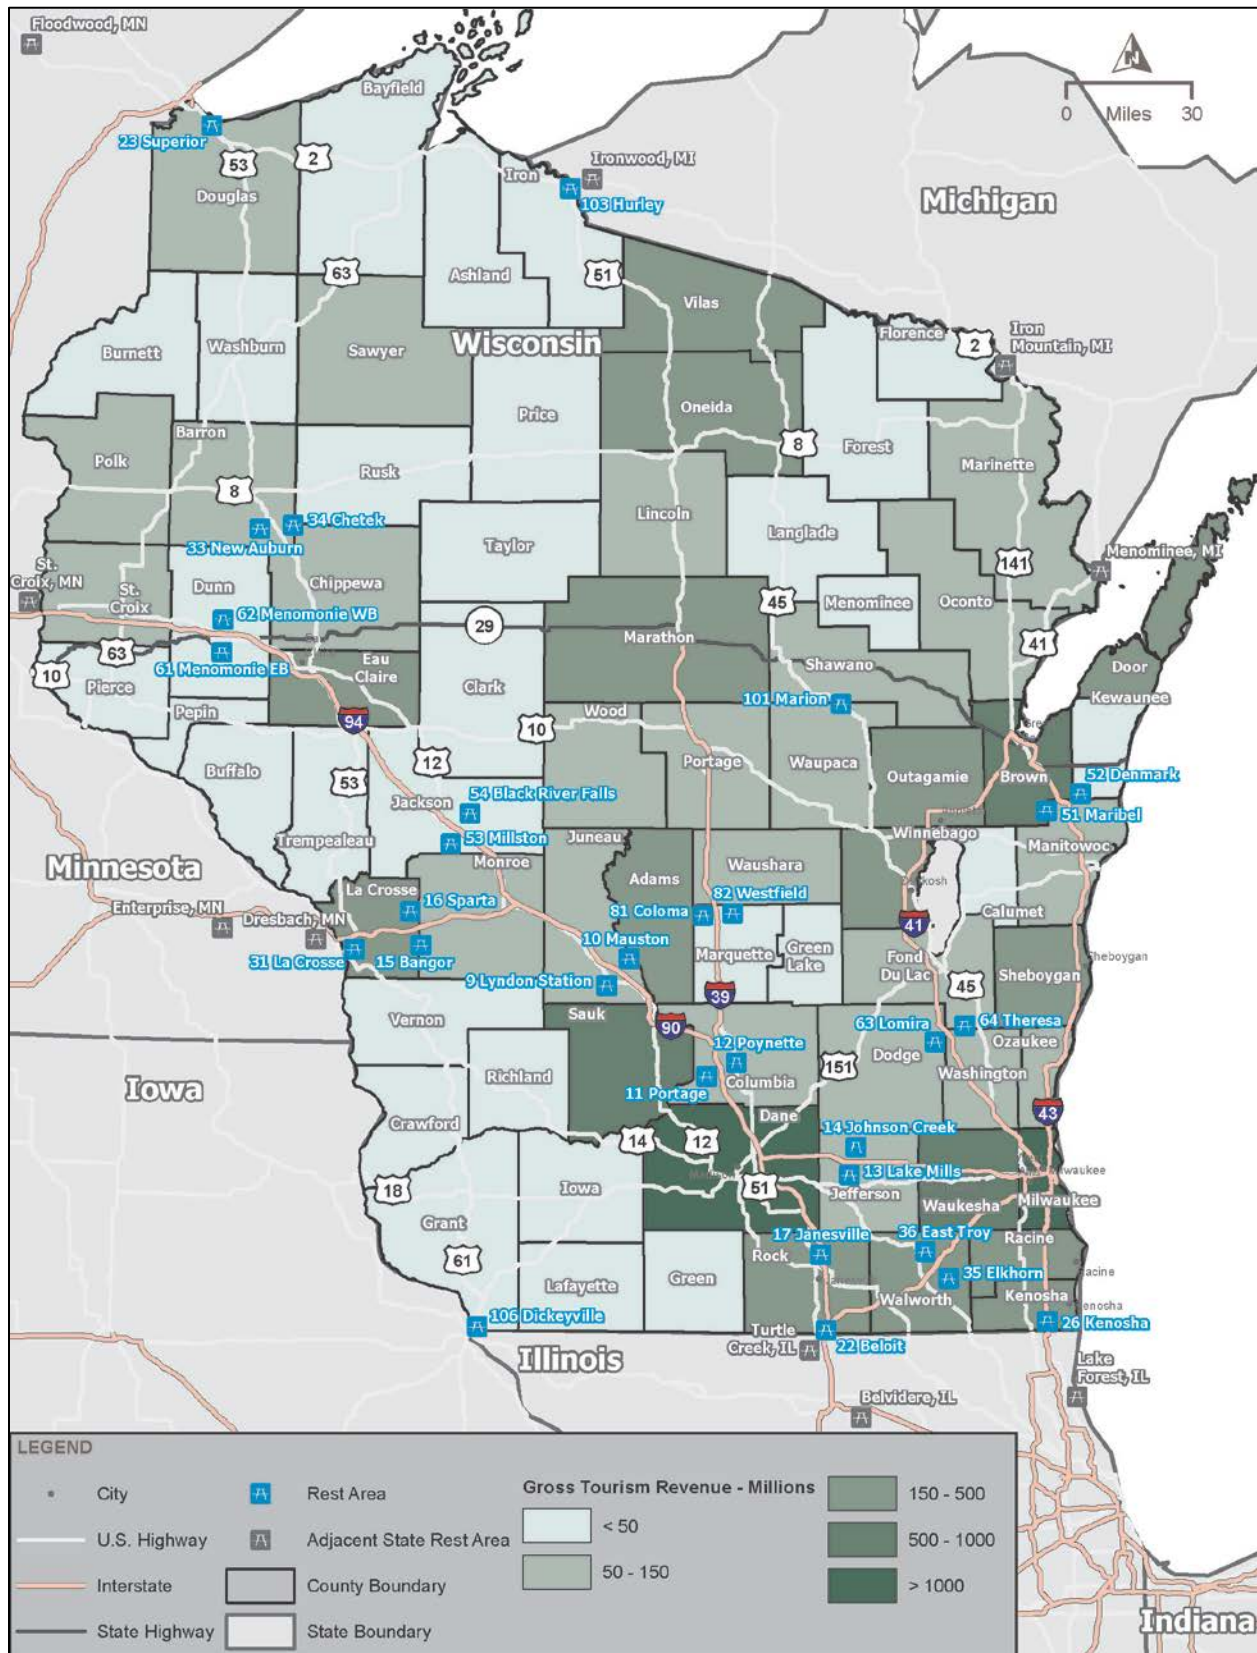 Floodwood, MN
Bayfield
N
0 Miles 30
23 Superior
53
2
Iron
Ironwood, MI
103 Hurley
Michigan
Douglas
63
Ashland
51
Vilas
Burnett
Washburn
Sawyer
Wisconsin
Florence
2
Iron
Mountain, MI
Price
Oneida
8
Forest
Barron
Polk
Rusk
Marinette
8
Lincoln
34 Chetek
33 New Auburn
Taylor
Langlade
St.
Croix, MN
St.
Croix
Dunn
Chippewa
141
Menominee, MI
62 Menomonie WB
45
Menominee
Oconto
29
Marathon
63
61 Menomonie EB
Eau
Claire
Shawano
41
10
Pierce
Clark
101 Marion
Door
Kewaunee
Pepin
94
10
Wood
Buffalo
12
Portage
Waupaca
Outagamie
Brown
52 Denmark
53
54 Black River Falls
51 Maribel
Jackson
Trempealeau
53 Millston
Juneau
Winnebago
Manitowoc
Minnesota
Monroe
Adams
Waushara
La Crosse
16 Sparta
82 Westfield
Calumet
Enterprise, MN
Dresbach, MN
81 Coloma
41
10 Mauston
31 La Crosse
15 Bangor
Marquette
Green
Lake
Fond
Du Lac
Sheboygan
Sheboygan
9 Lyndon Station
39
45
Vernon
Sauk
90
63 Lomira
64 Theresa
12 Poynette
Dodge
Ozaukee
Iowa
Richland
11 Portage
Columbia
151
Washington
43
Crawford
Dane
14 Johnson Creek
14
12
13 Lake Mills
Milwaukee
18
Iowa
51
Jefferson
Waukesha
Milwaukee
Grant
17 Janesville
36 East Troy
Racine
61
Rock
Racine
Lafayette
Green
35 Elkhorn
Walworth
Kenosha
Kenosha
106 Dickeyville
Turtle
Creek, IL
22 Beloit
26 Kenosha
Illinois
Lake
Forest, IL
Belvidere, IL
LEGEND
City
Rest Area
Gross Tourism Revenue - Millions
150 - 500
U.S. Highway
Adjacent State Rest Area
< 50
500 - 1000
Interstate
County Boundary
50 - 150
> 1000
State Highway
State Boundary
Indiana